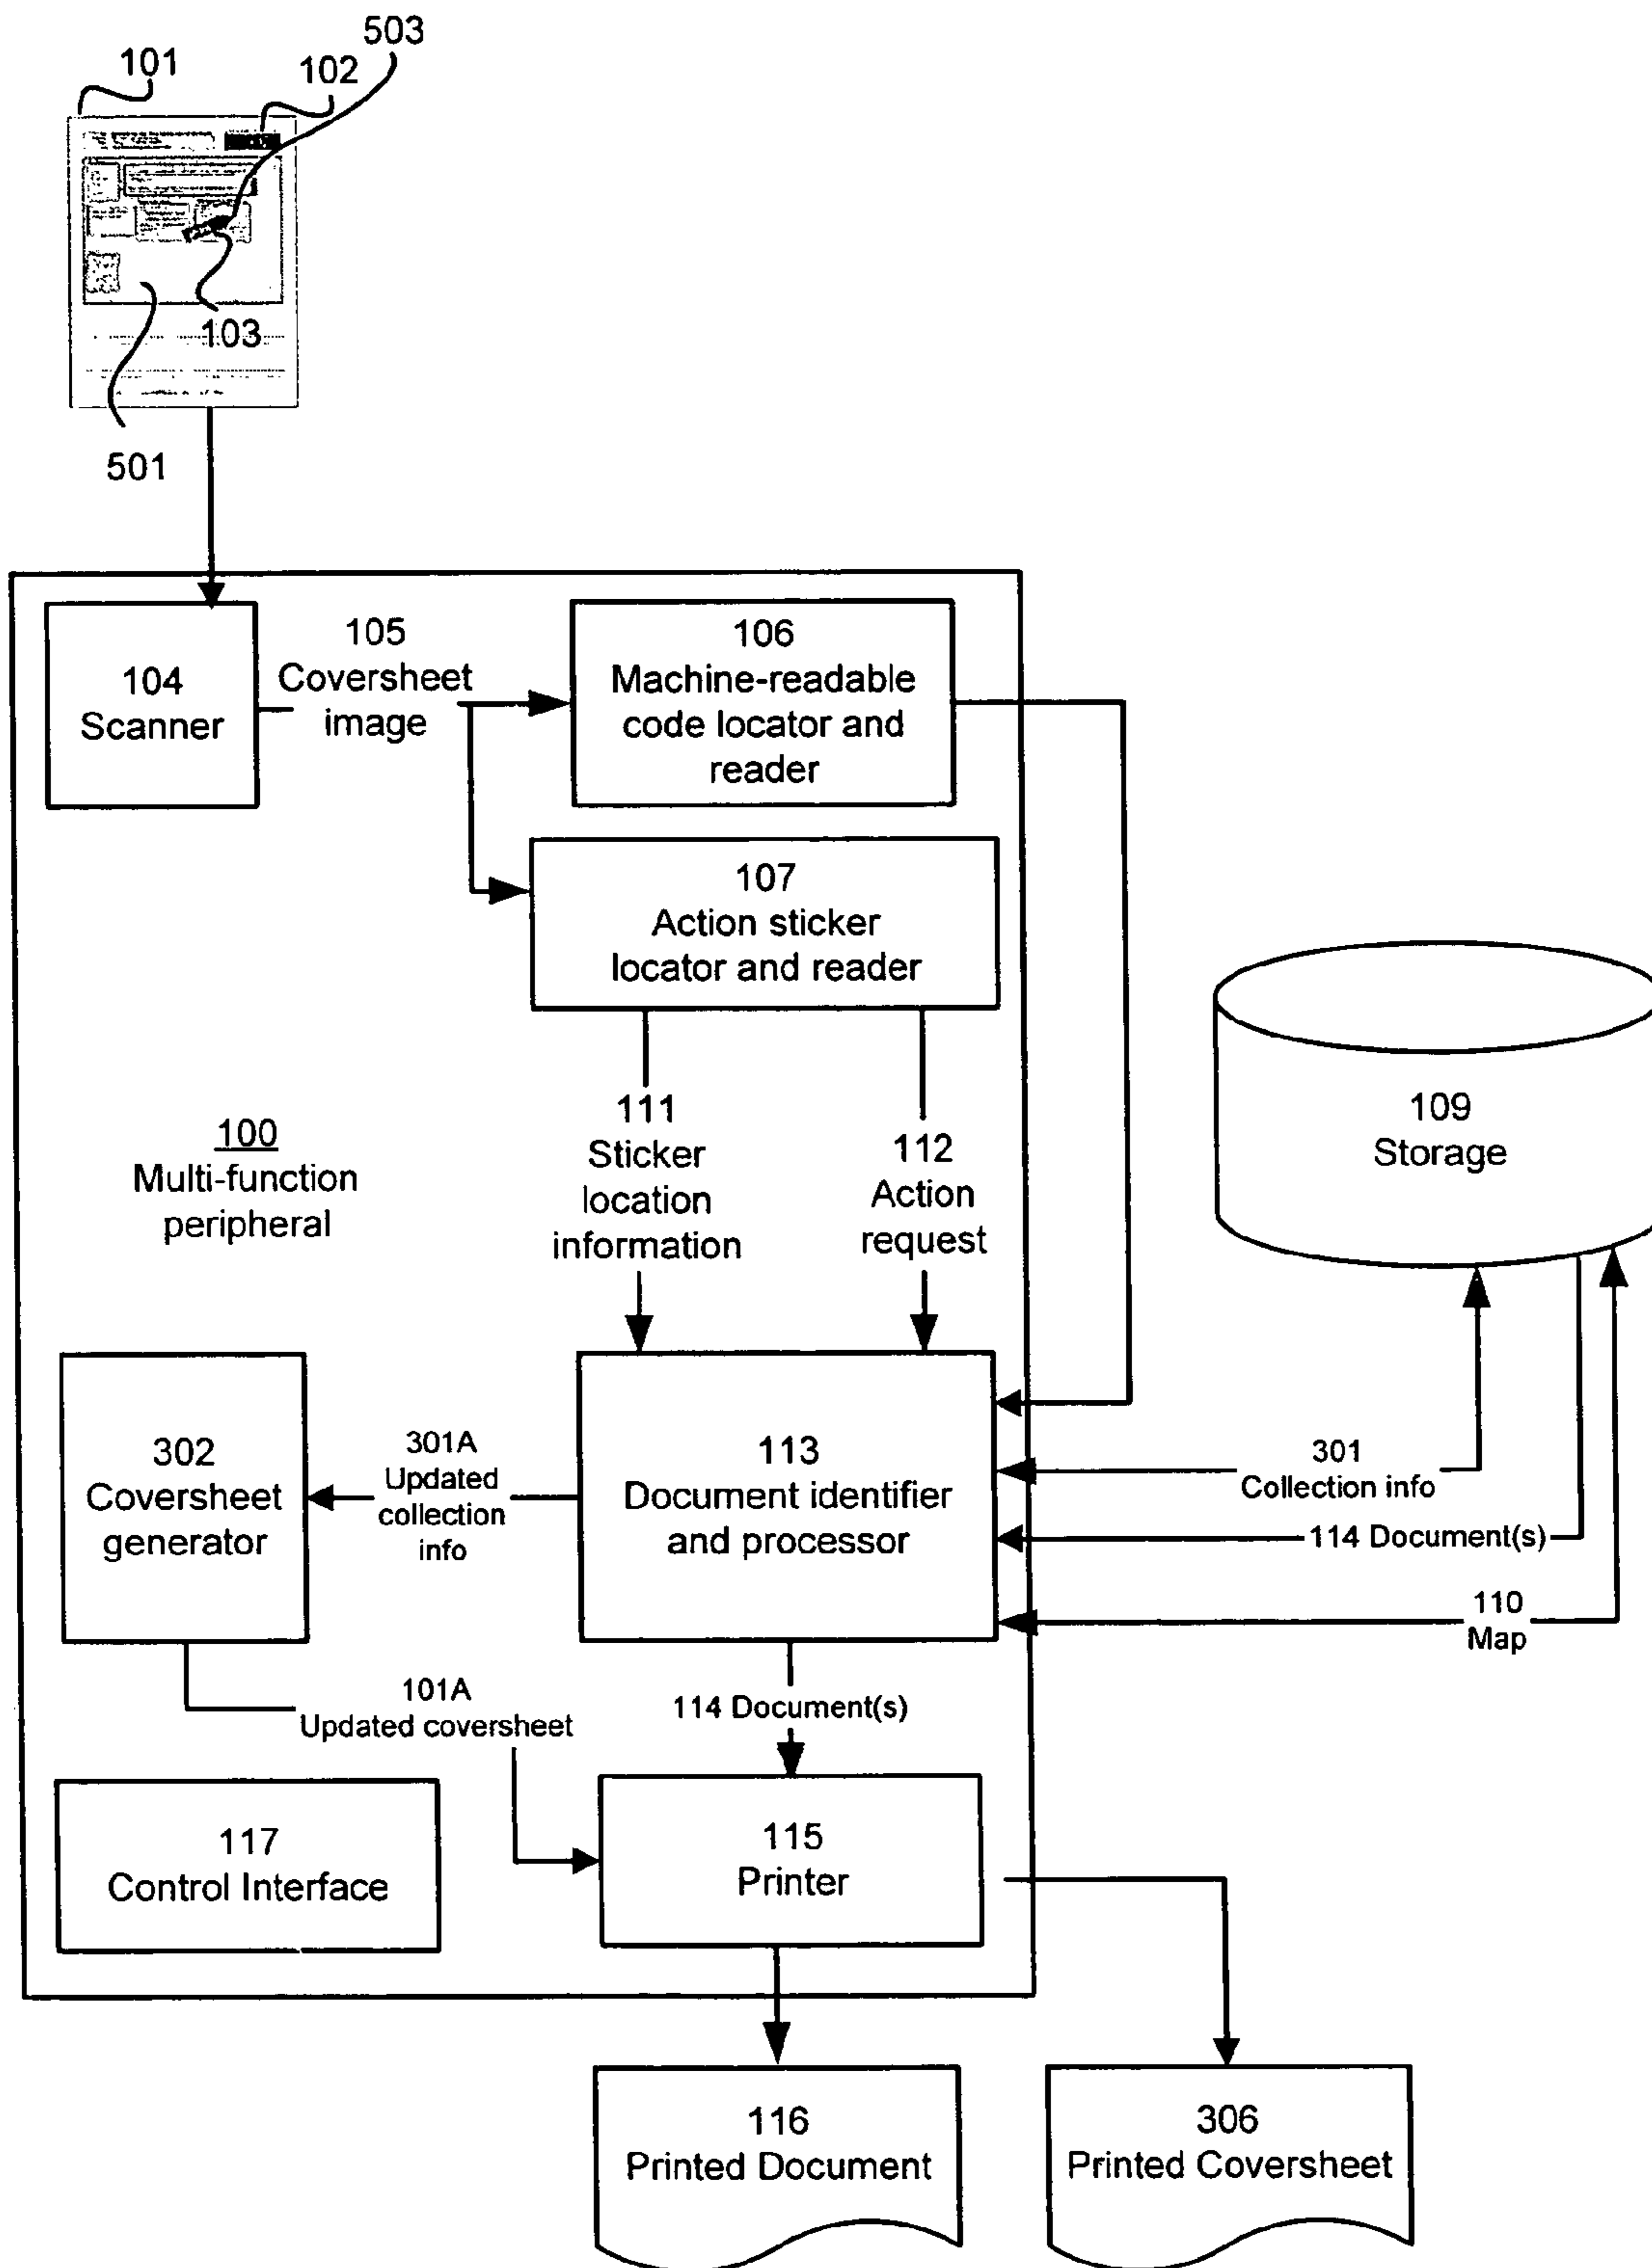 503
101
102
103
501
104
Scanner
105
Coversheet
image
106
Machine-readable
code locator and
reader
107
Action sticker
locator and reader
109
Storage
111
Sticker
location
information
112
Action
request
100
Multi-function
peripheral
302
Coversheet
generator
301A
Updated
collection
info
113
Document identifier
and processor
301
Collection info
114 Document(s)
110
Map
101A
Updated coversheet
114 Document(s)
117
Control Interface
115
Printer
116
Printed Document
306
Printed Coversheet